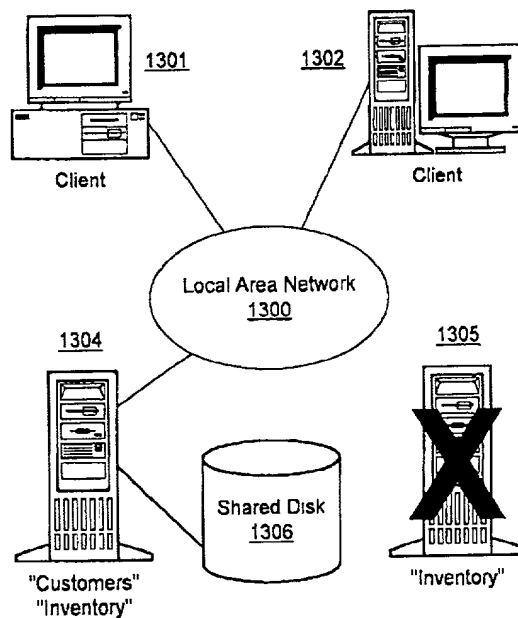 1301
1302
Client
Client
Local Area Network
1300
1304
1305
Shared Disk
1306
"Customers"
"Inventory"
"Inventory"